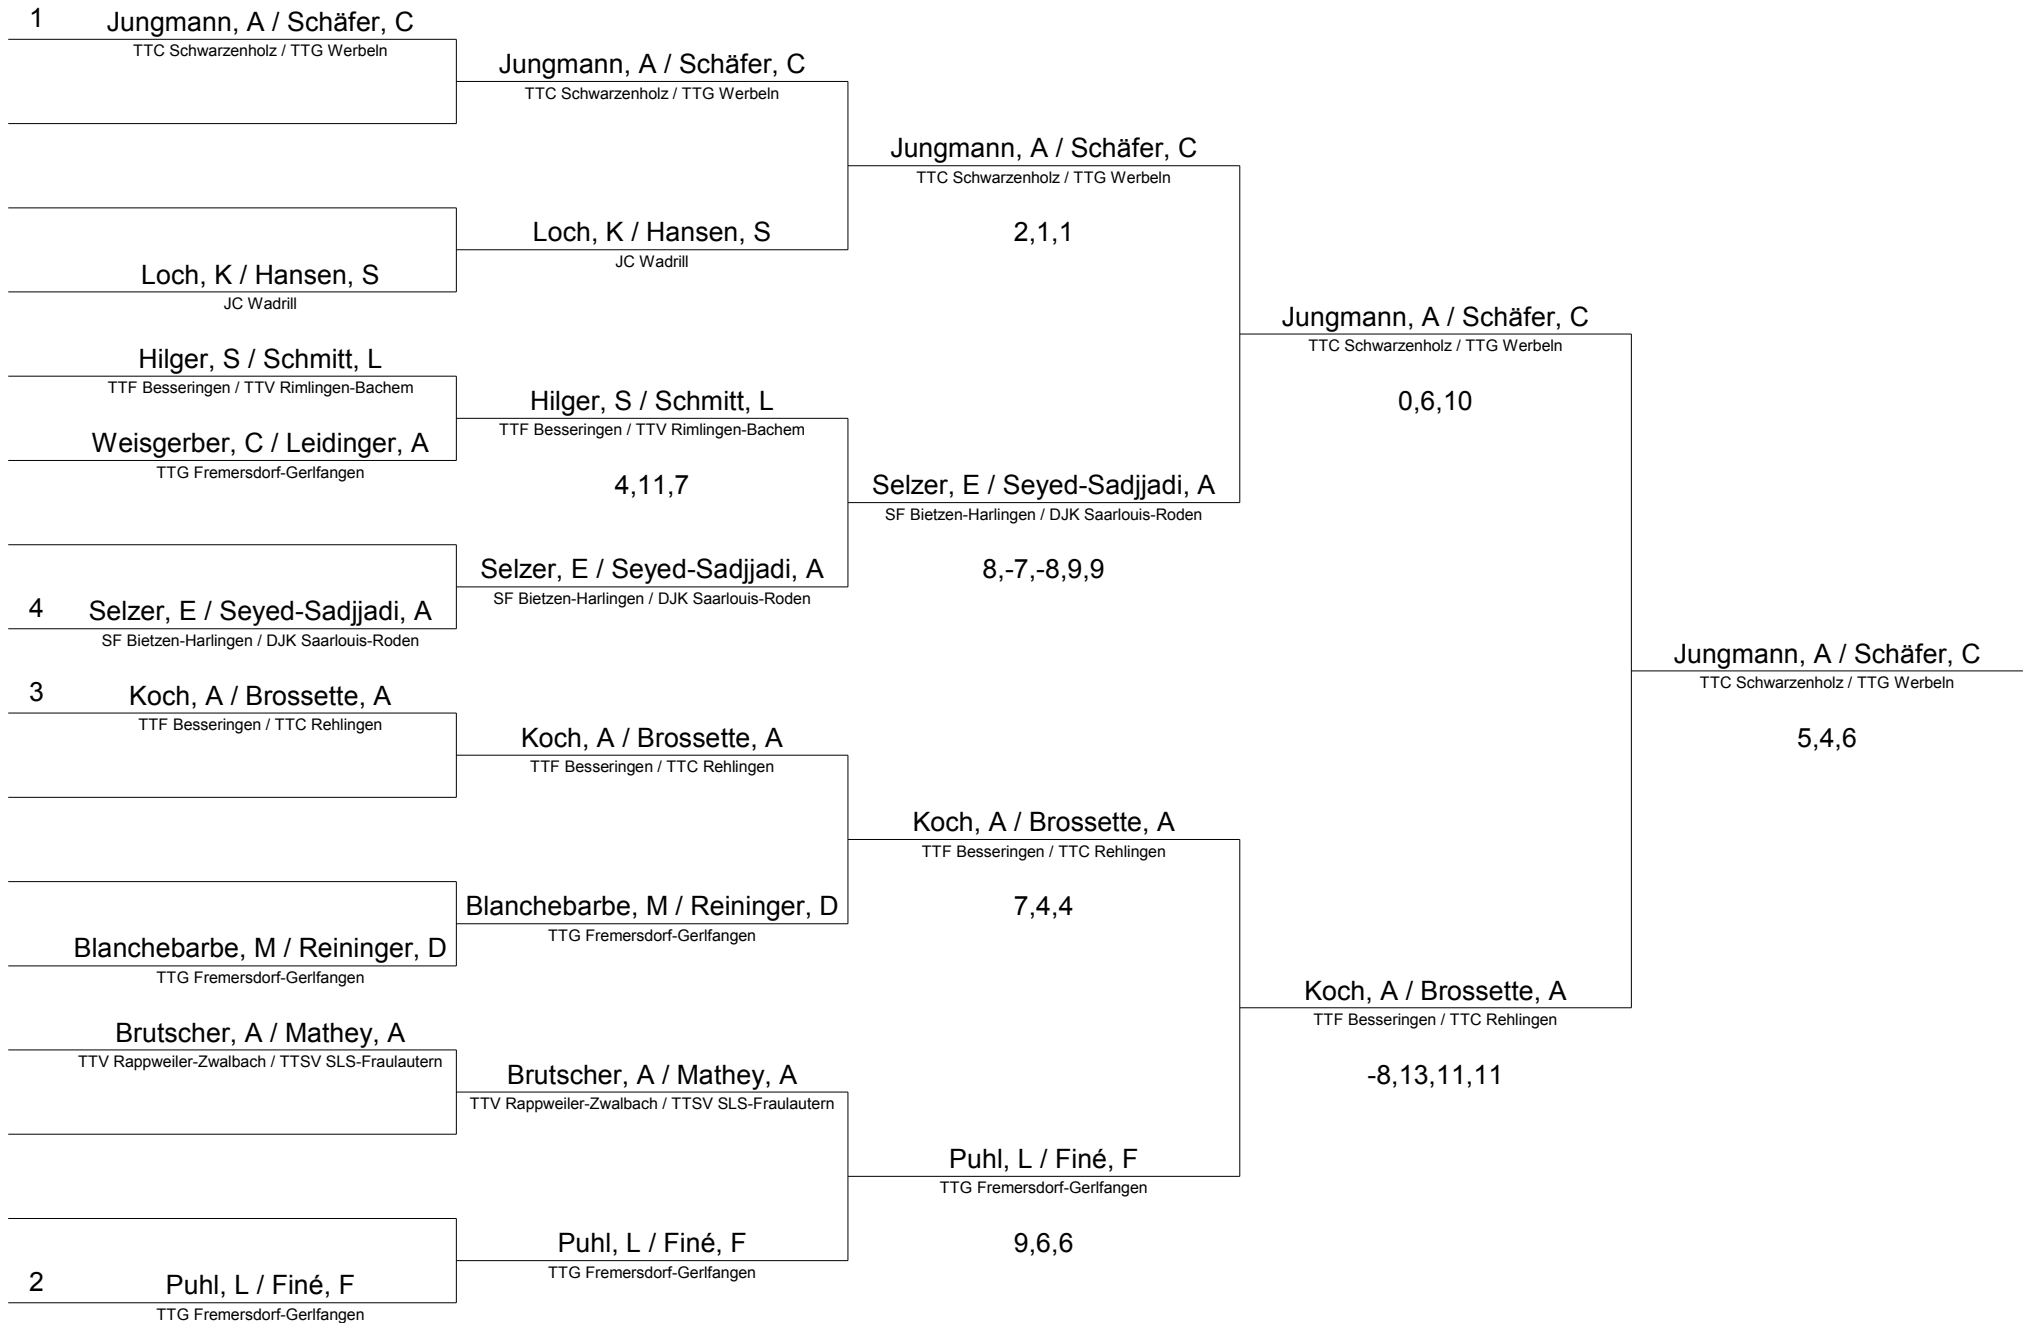 1 Jungmann, A / Schäfer, C
TTC Schwarzenholz / TTG Werbeln
Jungmann, A / Schäfer, C
TTC Schwarzenholz / TTG Werbeln
Jungmann, A / Schäfer, C
TTC Schwarzenholz / TTG Werbeln
Loch, K / Hansen, S
JC Wadrill
2,1,1
Loch, K / Hansen, S
JC Wadrill
Jungmann, A / Schäfer, C
TTC Schwarzenholz / TTG Werbeln
0,6,10
Hilger, S / Schmitt, L
TTF Besseringen / TTV Rimlingen-Bachem
Hilger, S / Schmitt, L
TTF Besseringen / TTV Rimlingen-Bachem
4,11,7
Weisgerber, C / Leidinger, A
TTG Fremersdorf-Gerlfangen
Selzer, E / Seyed-Sadjjadi, A
SF Bietzen-Harlingen / DJK Saarlouis-Roden
8,-7,-8,9,9
Selzer, E / Seyed-Sadjjadi, A
SF Bietzen-Harlingen / DJK Saarlouis-Roden
4 Selzer, E / Seyed-Sadjjadi, A
SF Bietzen-Harlingen / DJK Saarlouis-Roden
Jungmann, A / Schäfer, C
TTC Schwarzenholz / TTG Werbeln
5,4,6
3 Koch, A / Brossette, A
TTF Besseringen / TTC Rehlingen
Koch, A / Brossette, A
TTF Besseringen / TTC Rehlingen
Koch, A / Brossette, A
TTF Besseringen / TTC Rehlingen
7,4,4
Blanchebarbe, M / Reininger, D
TTG Fremersdorf-Gerlfangen
Blanchebarbe, M / Reininger, D
TTG Fremersdorf-Gerlfangen
Koch, A / Brossette, A
TTF Besseringen / TTC Rehlingen
-8,13,11,11
Brutscher, A / Mathey, A
TTV Rappweiler-Zwalbach / TTSV SLS-Fraulautern
Brutscher, A / Mathey, A
TTV Rappweiler-Zwalbach / TTSV SLS-Fraulautern
Puhl, L / Finé, F
TTG Fremersdorf-Gerlfangen
9,6,6
Puhl, L / Finé, F
TTG Fremersdorf-Gerlfangen
2 Puhl, L / Finé, F
TTG Fremersdorf-Gerlfangen